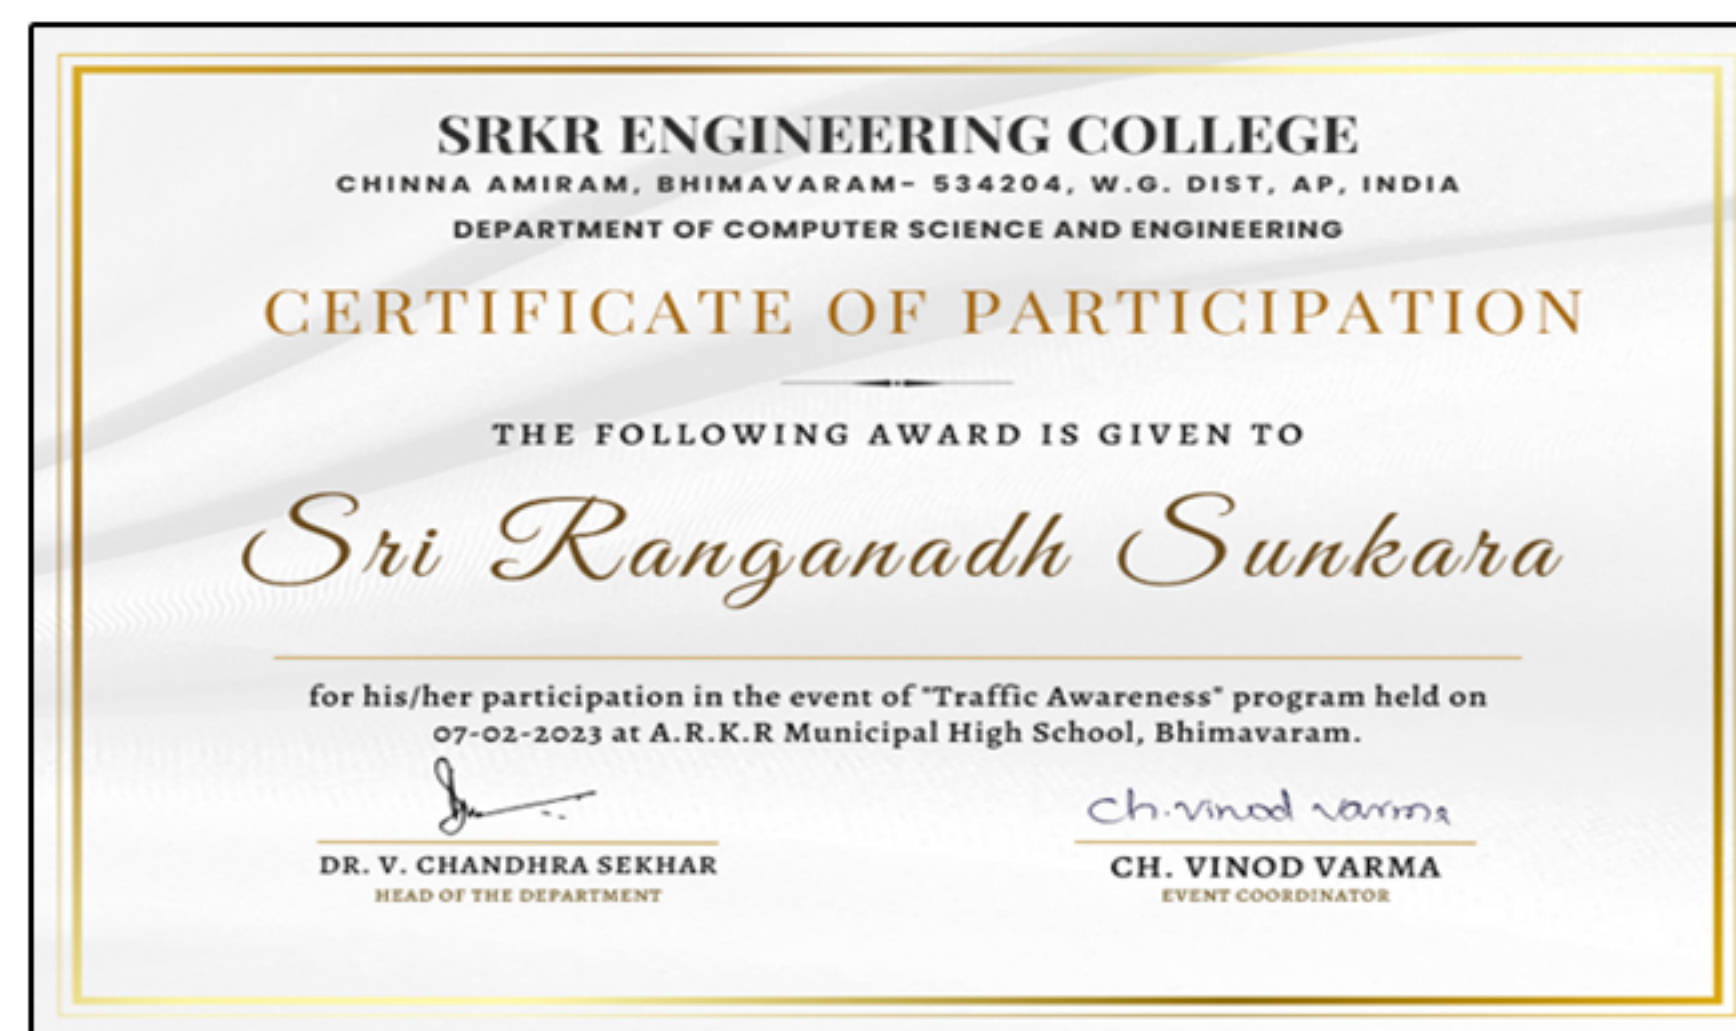 SRKR ENGINEERING COLLEGE
CHINNA AMIRAM, BHIMAVARAM- 534204, W.G. DIST, AP, INDIA
DEPARTMENT OF COMPUTER SCIENCE AND ENGINEERING
CERTIFICATE OF PARTICIPATION
THE FOLLOWING AWARD IS GIVEN TO
Sri Ranganadh Sunkara
for his/her participation in the event of "Traffic Awareness" program held on
07-02-2023 at A.R.K.R Municipal High School, Bhimavaram.
Ch. vinod varma
DR. V. CHANDHRA SEKHAR
CH. VINOD VARMA
HEAD OF THE DEPARTMENT
EVENT COORDINATOR